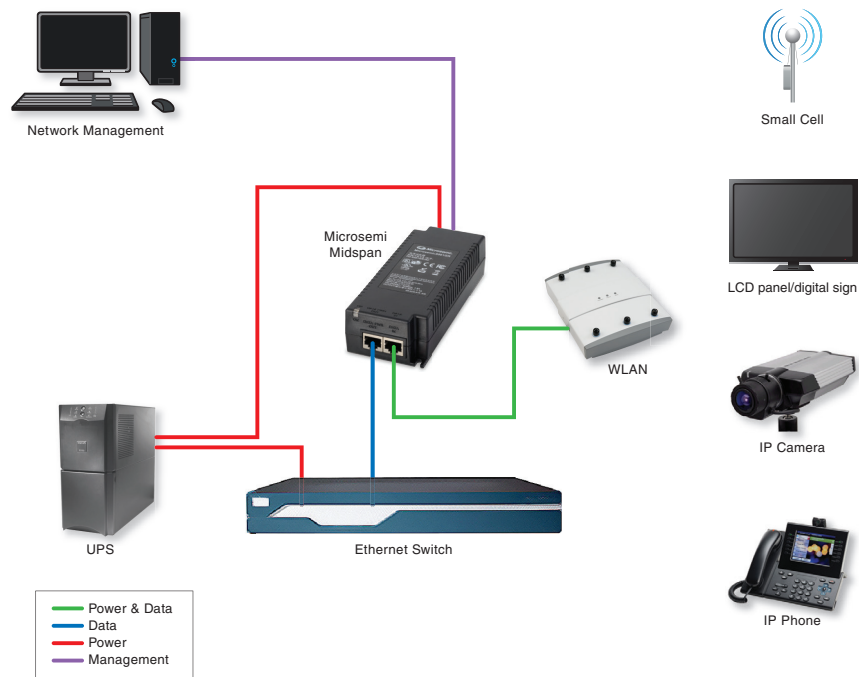 Network Management
Small Cell
Microsemi
Midspan
LCD panel/digital sign
WLAN
IP Camera
UPS
Ethernet Switch
IP Phone
Power & Data
Data
Power
Management